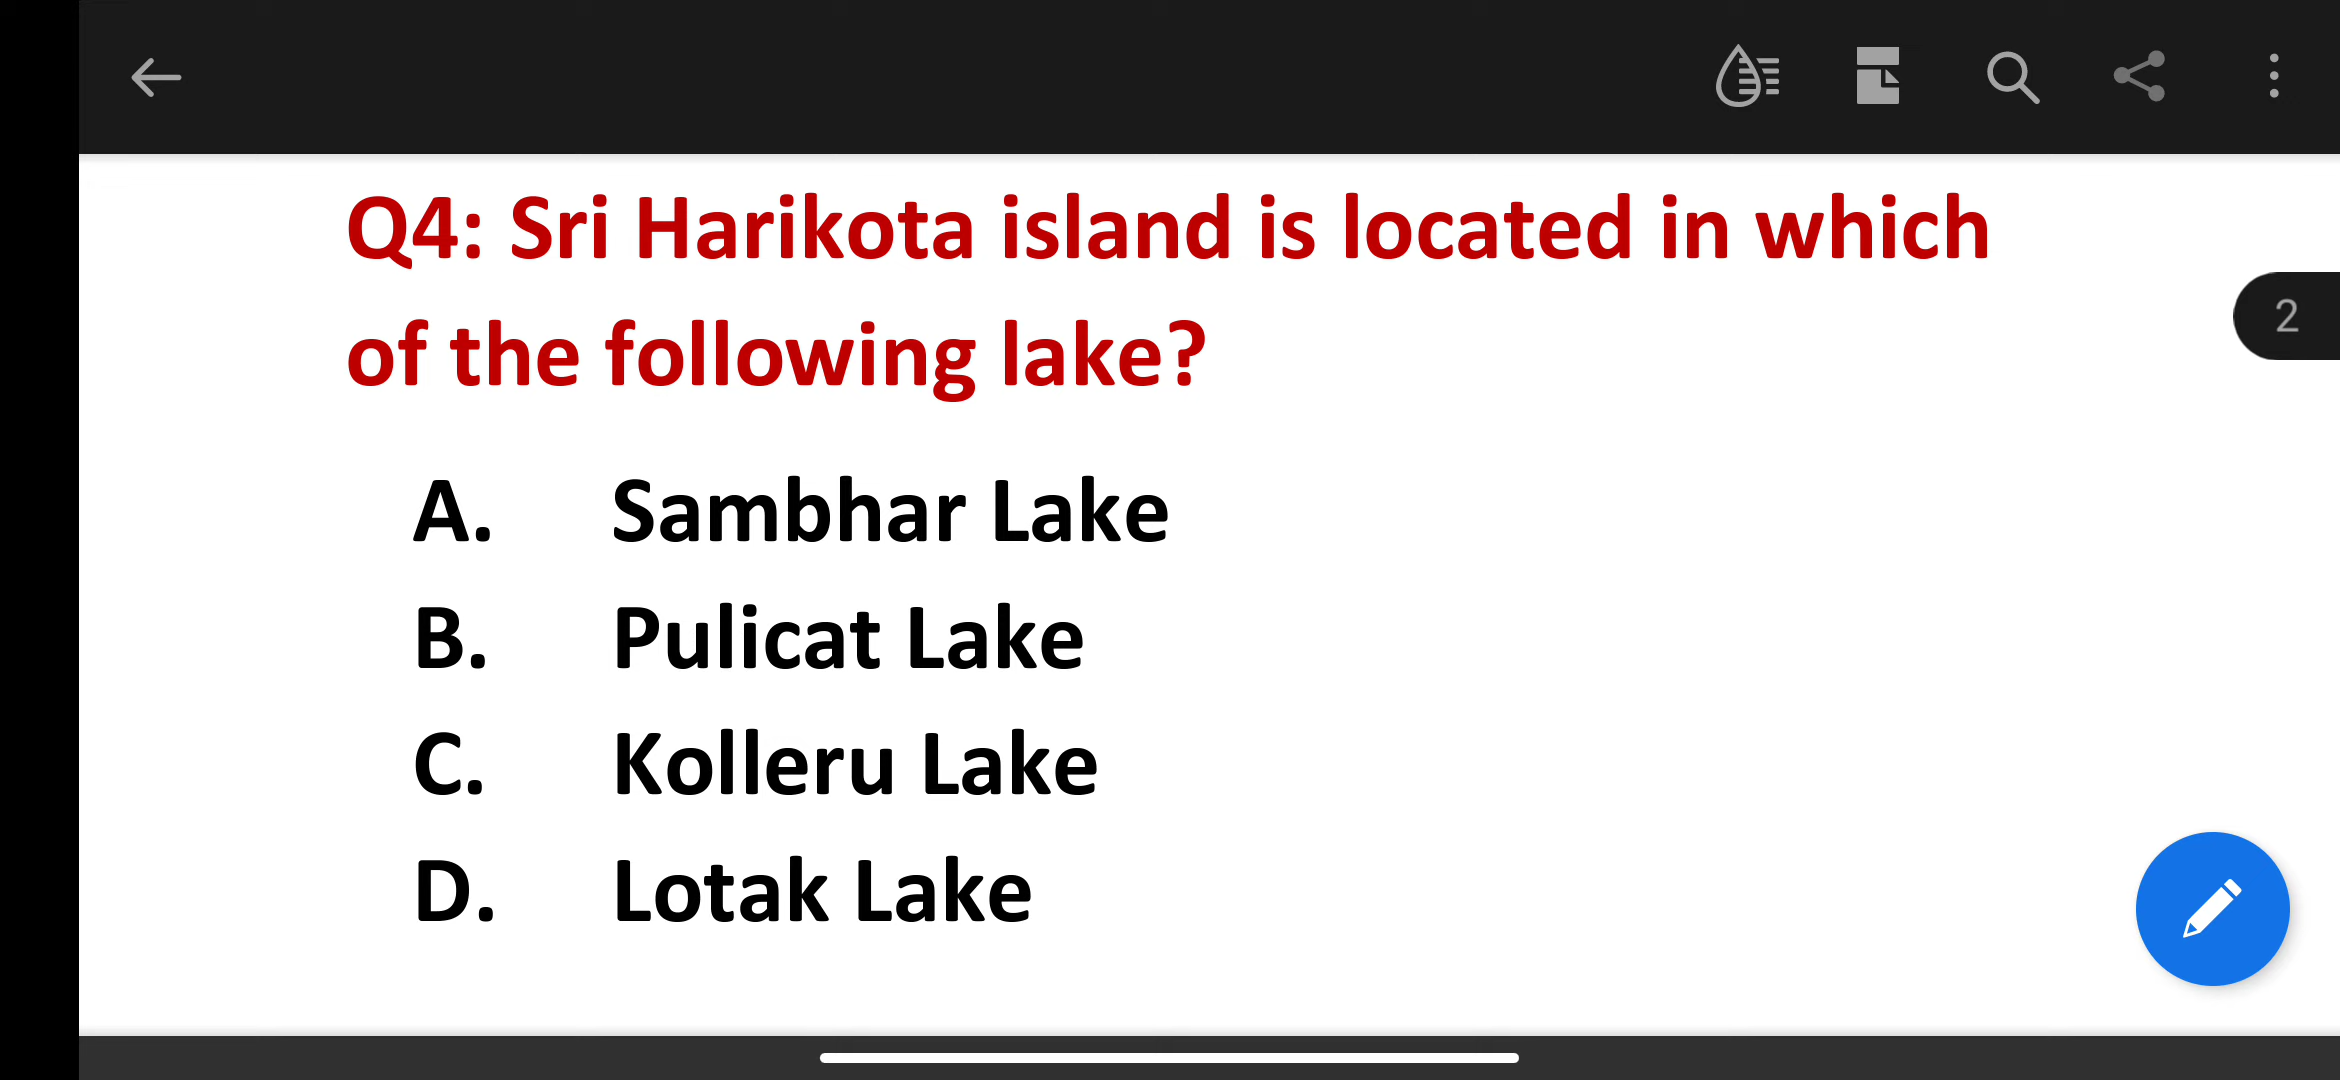 Q4: Sri Harikota island is located in which
of the following lake?
2
A. Sambhar Lake
B. Pulicat Lake
C. Kolleru Lake
D. Lotak Lake